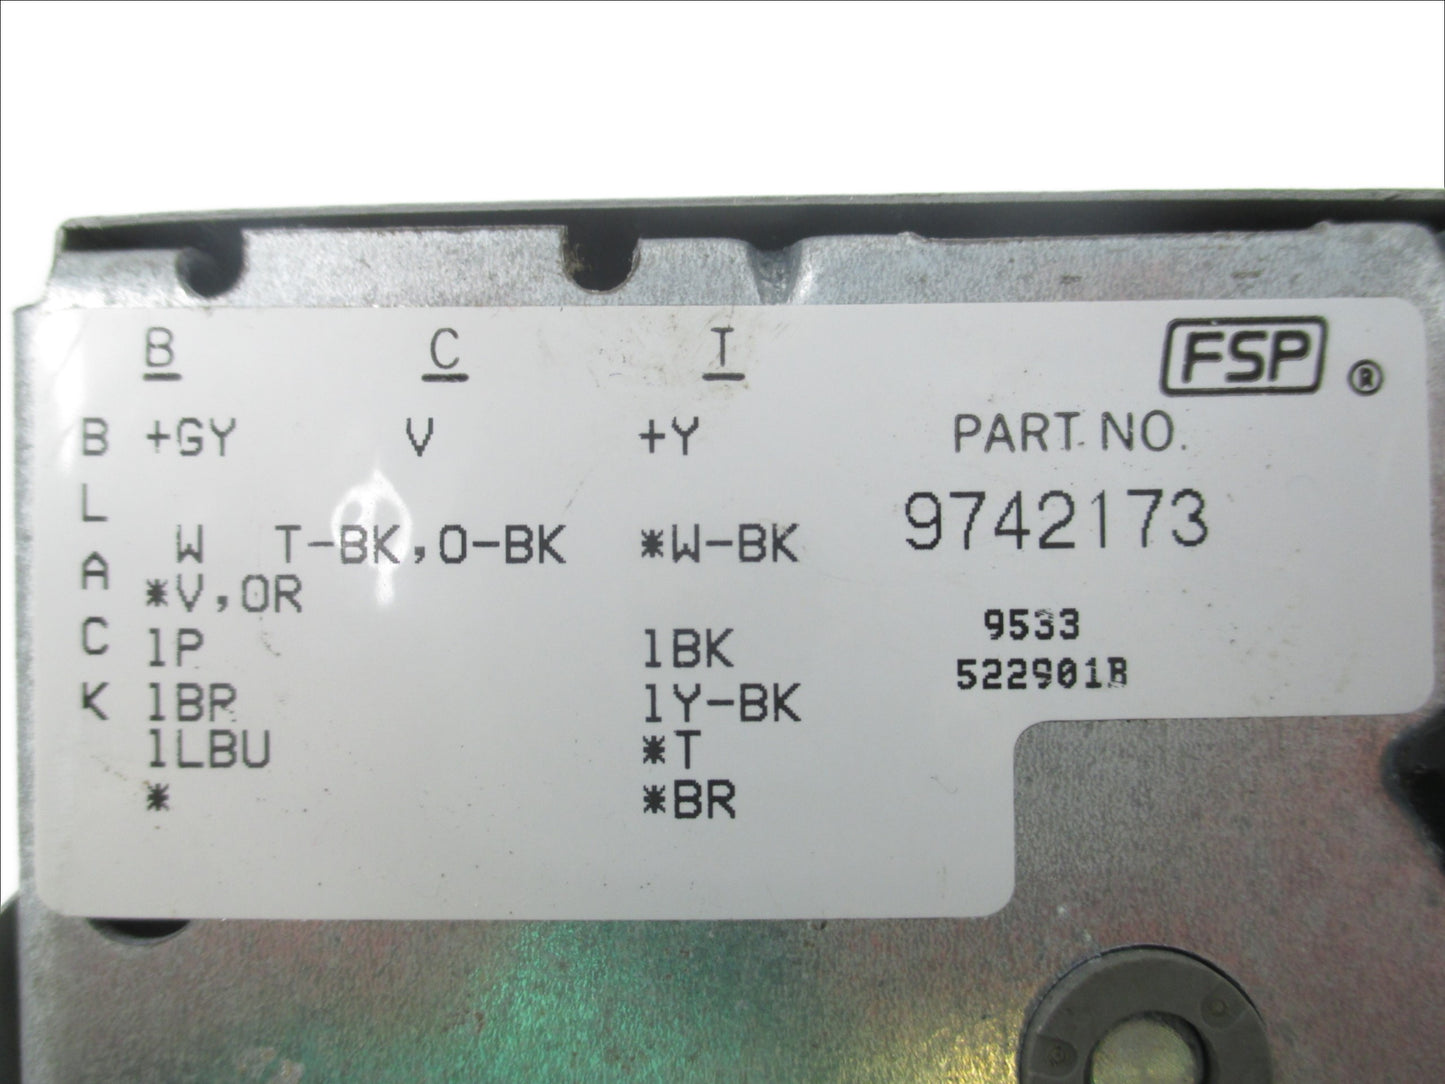 B C T
FSP ®
B +GY V +Y
PART NO.
L
9742173
W T-BK,O-BK *W-BK
A
*V,OR
9533
C
1P 1BK
522901B
K
1BR 1Y-BK
1LBU *T
* *BR